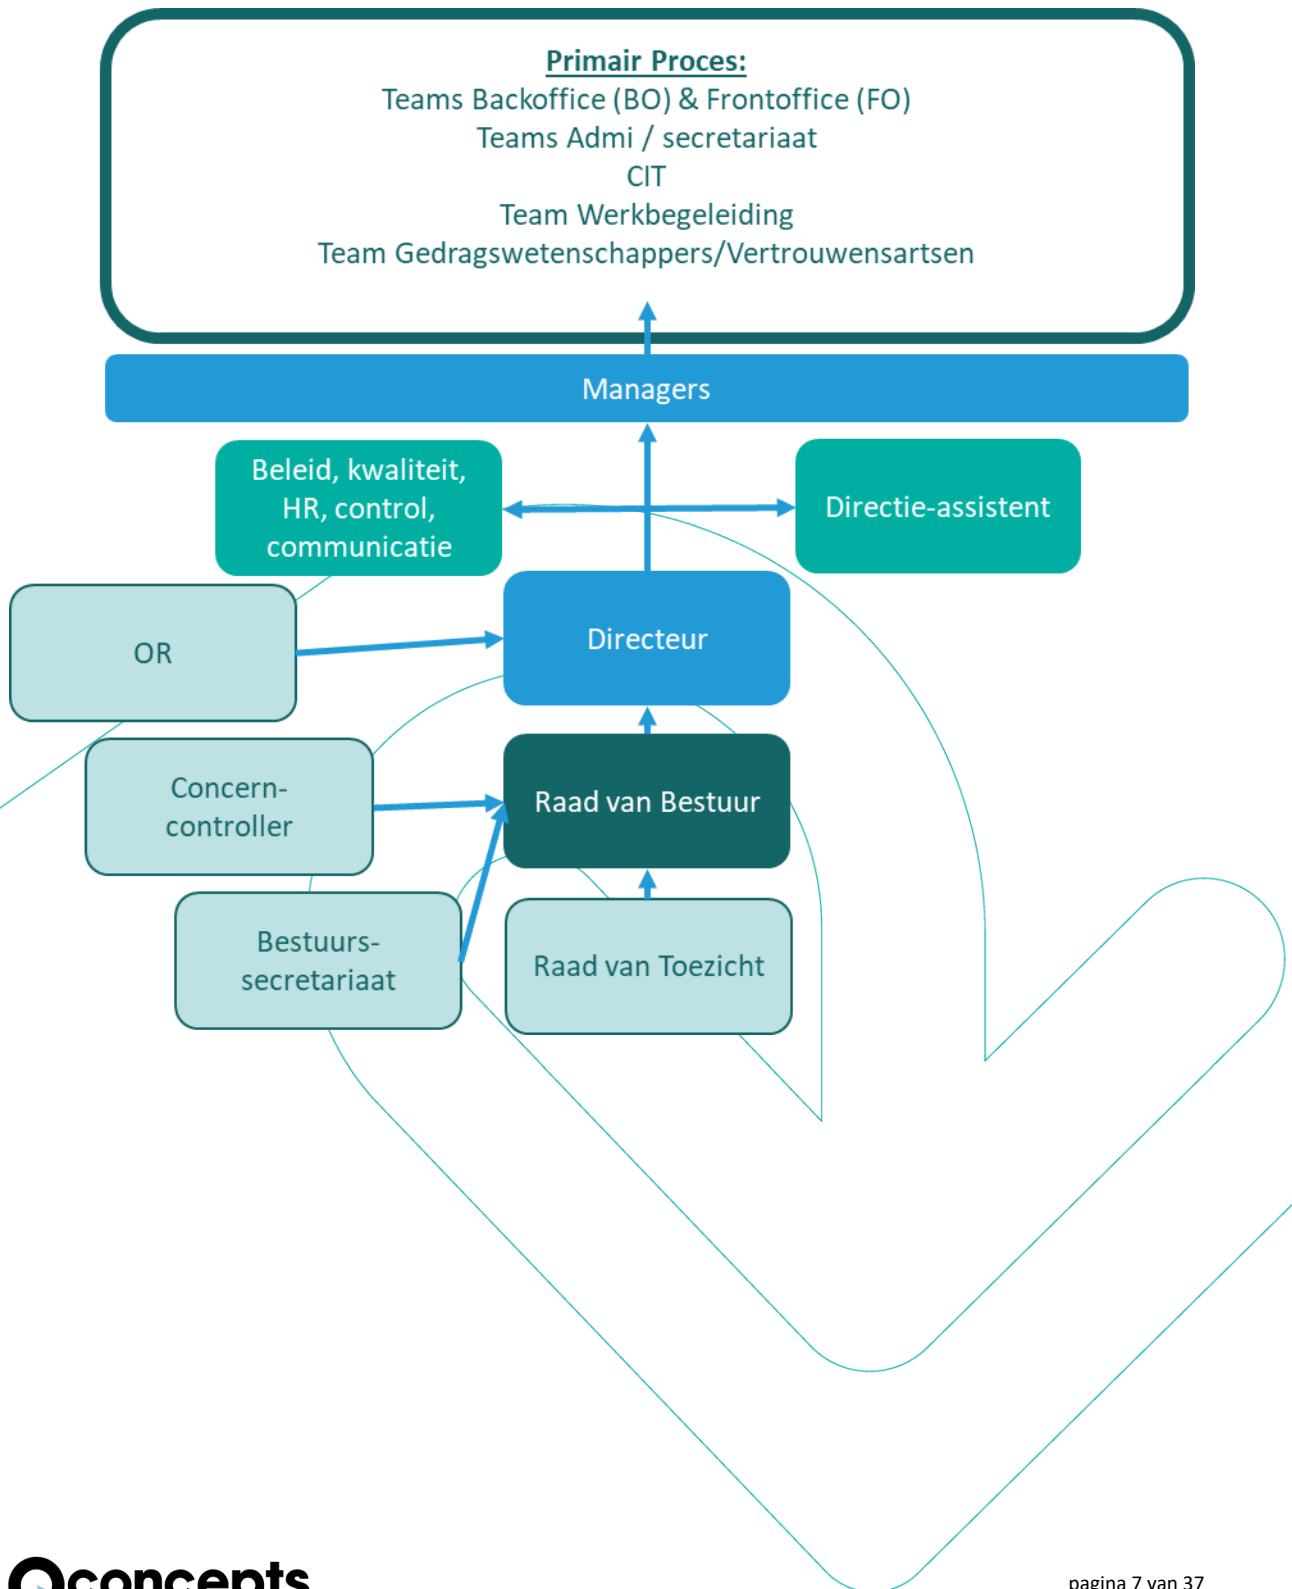 Primair Proces:
Teams Backoffice (BO) & Frontoffice (FO)
Teams Admi / secretariaat
CIT
Team Werkbegeleiding
Team Gedragswetenschappers/Vertrouwensartsen
Managers
Beleid, kwaliteit,
HR, control,
communicatie
Directie-assistent
OR
Directeur
Concern-
controller
Raad van Bestuur
Bestuurs-
secretariaat
Raad van Toezicht
Qconcepts
pagina 7 van 37